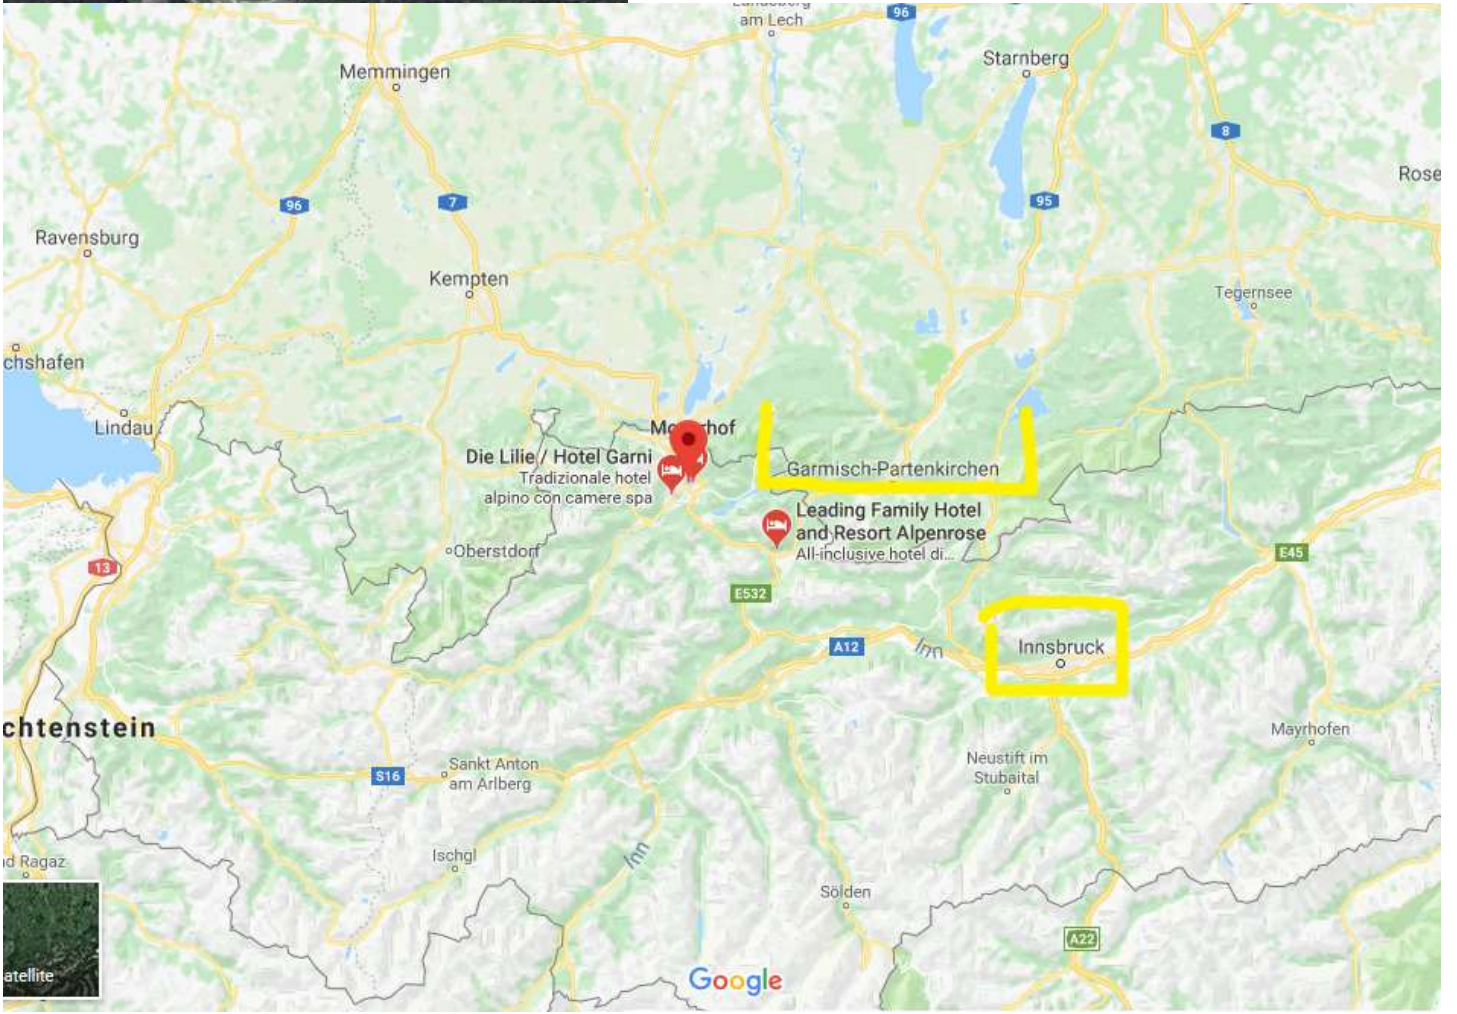 96
am Lech
Starnberg
Memmingen
8
Rose
96
7
95
Ravensburg
Kempten
Tegernsee
chshafen
Lindau
Die Lilie / Hotel Garni
Tradizionale hotel
alpino con camere spa
Garmisch-Partenkirchen
Leading Family Hotel
and Resort Alpenrose
All-inclusive hotel di...
Oberstdorf
13
E45
E532
A12
Inn
Innsbruck
chtenstein
Mayrhofen
Neustift im
Stubaital
S16
Sankt Anton
am Arlberg
Inn
Ischgl
ad Ragaz
Sölden
A22
atellite
Google